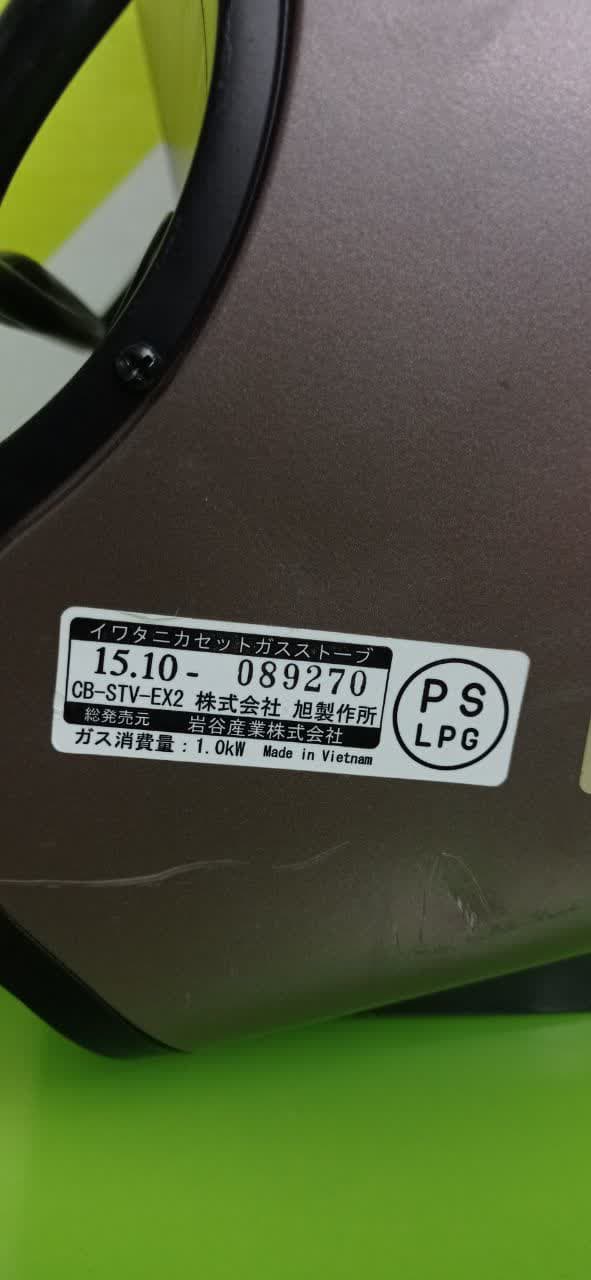 イワタニカセットガスストーブ
15.10- 089270
CB-STV-EX2 株式会社 旭製作所
総発売元 岩谷産業株式会社
ガス消費量：1.0kW Made in Vietnam
PS
LPG